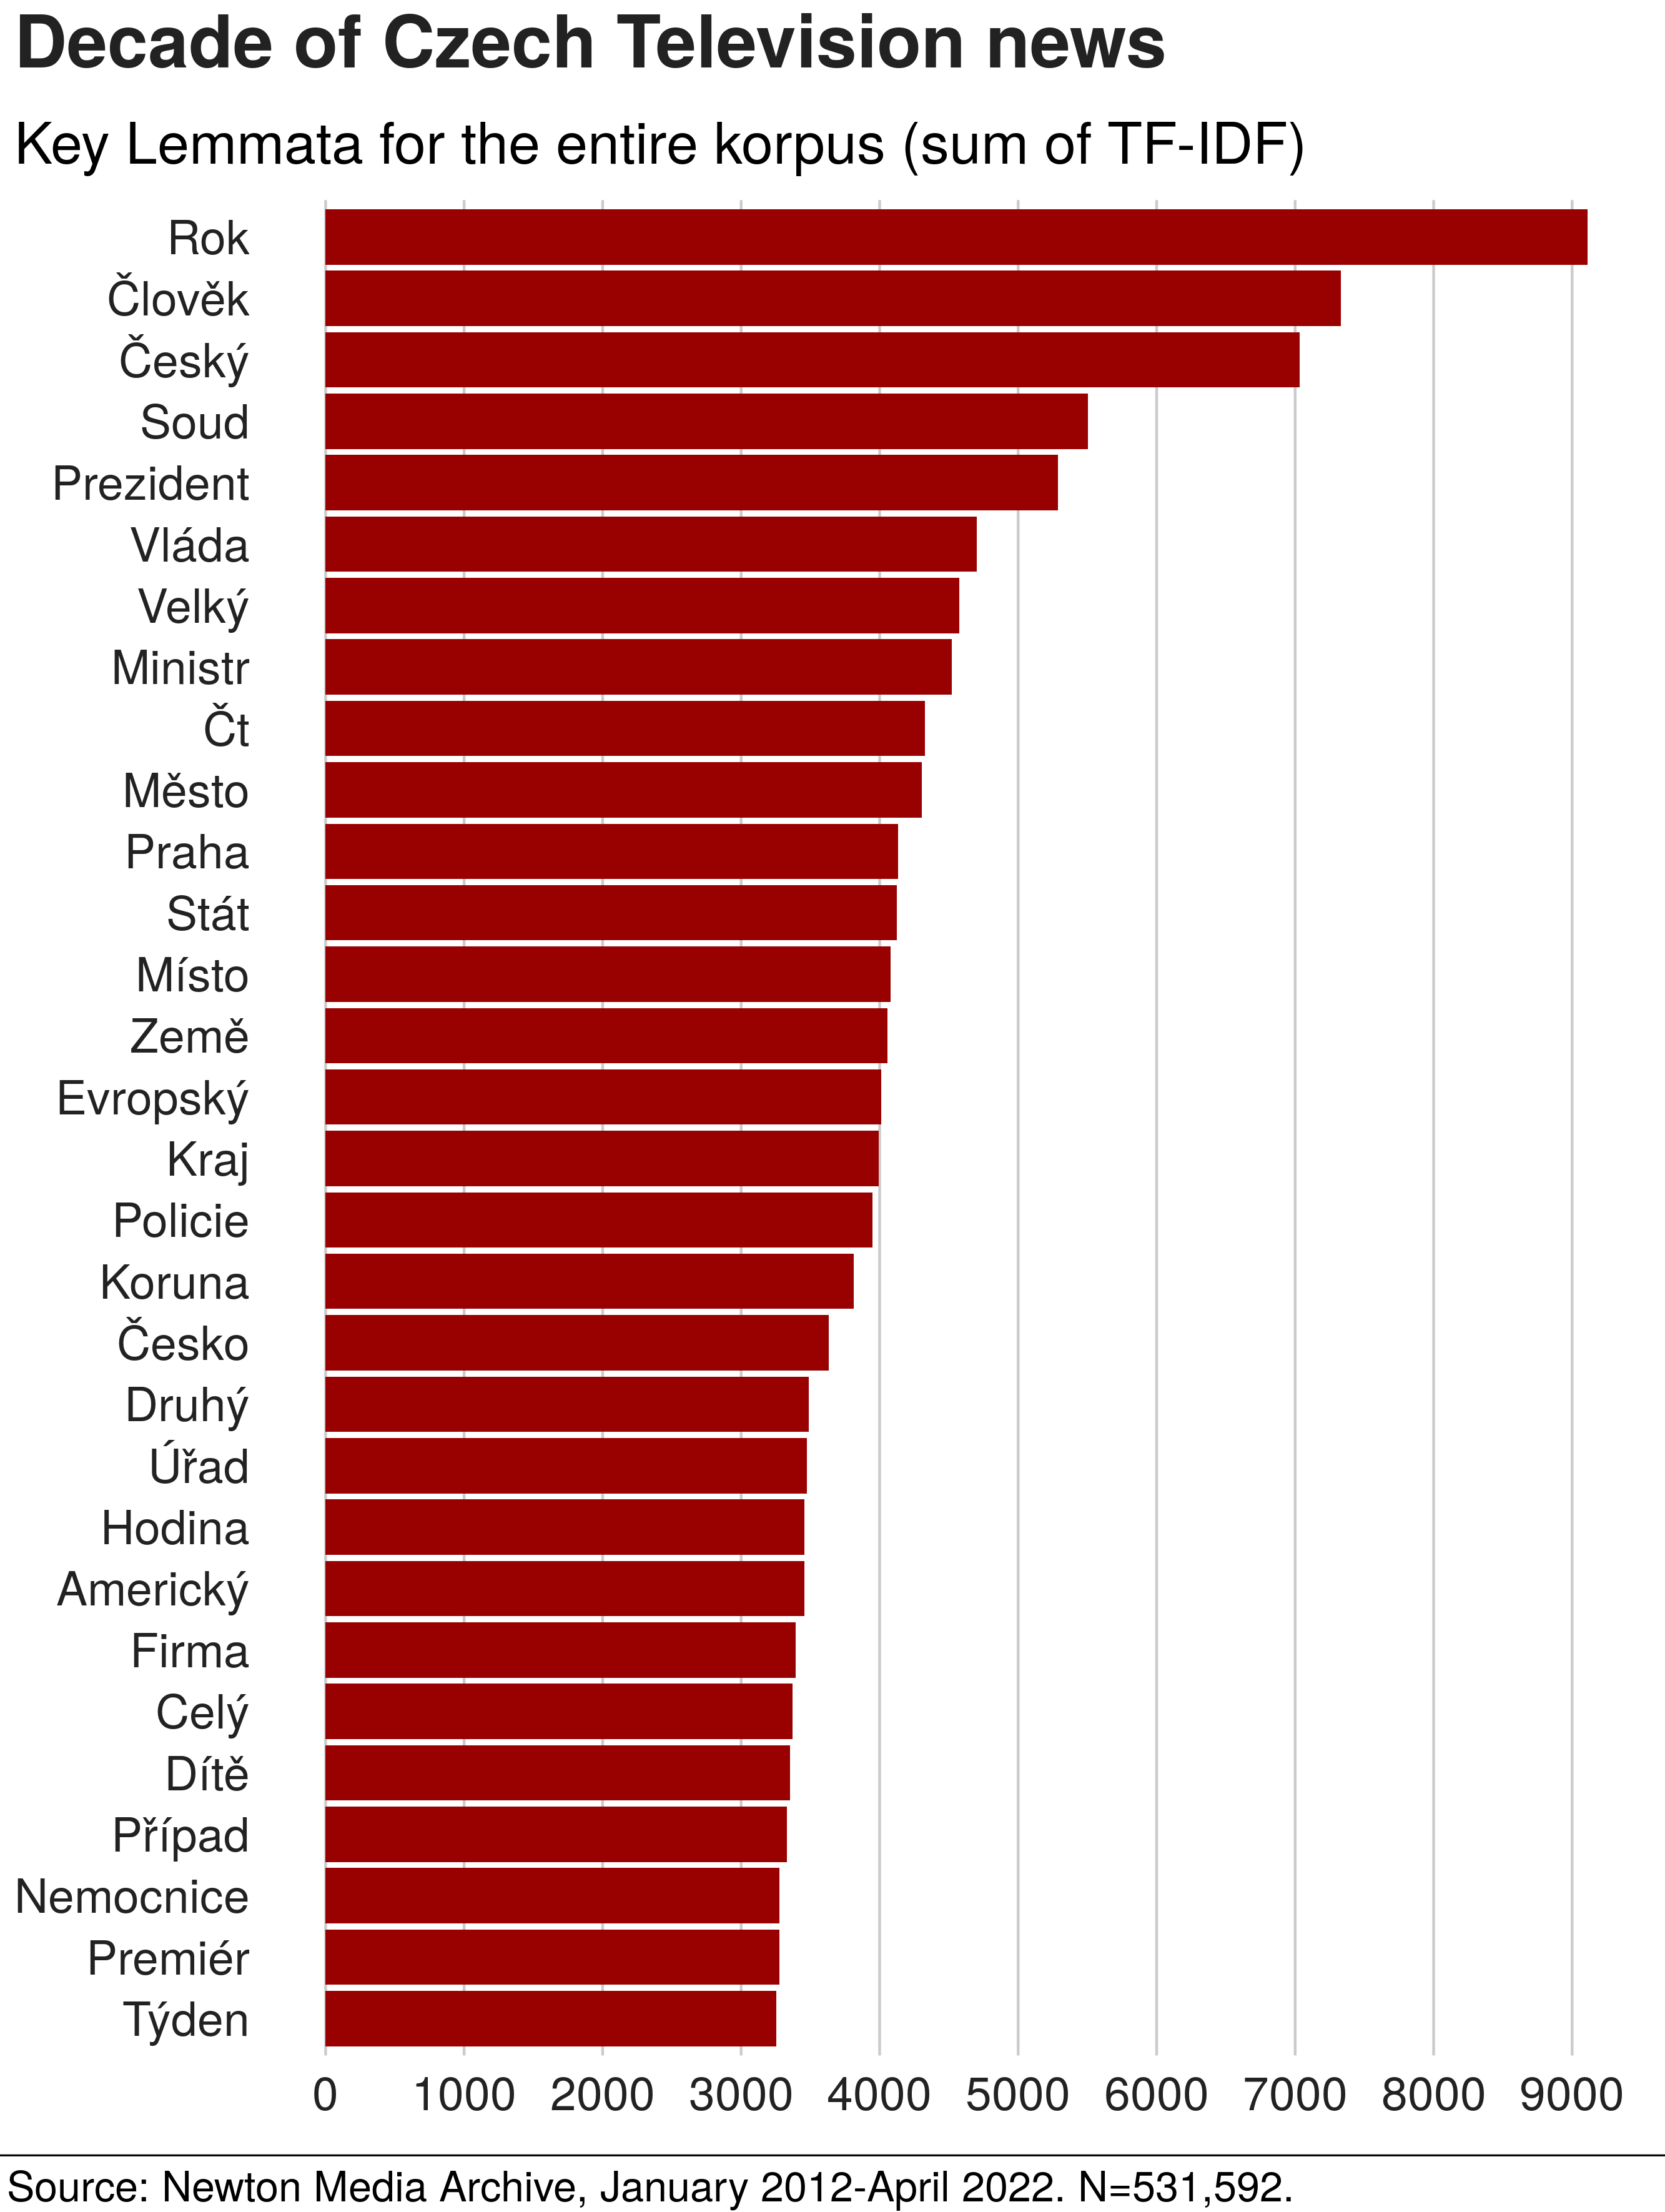 Decade of Czech Television news
Key Lemmata for the entire korpus (sum of TF-IDF)
Rok
Člověk
Český
Soud
Prezident
Vláda
Velký
Ministr
Čt
Město
Praha
Stát
Místo
Země
Evropský
Kraj
Policie
Koruna
Česko
Druhý
Úřad
Hodina
Americký
Firma
Celý
Dítě
Případ
Nemocnice
Premiér
Týden
0 1000 2000 3000 4000 5000 6000 7000 8000 9000
Source: Newton Media Archive, January 2012-April 2022. N=531,592.